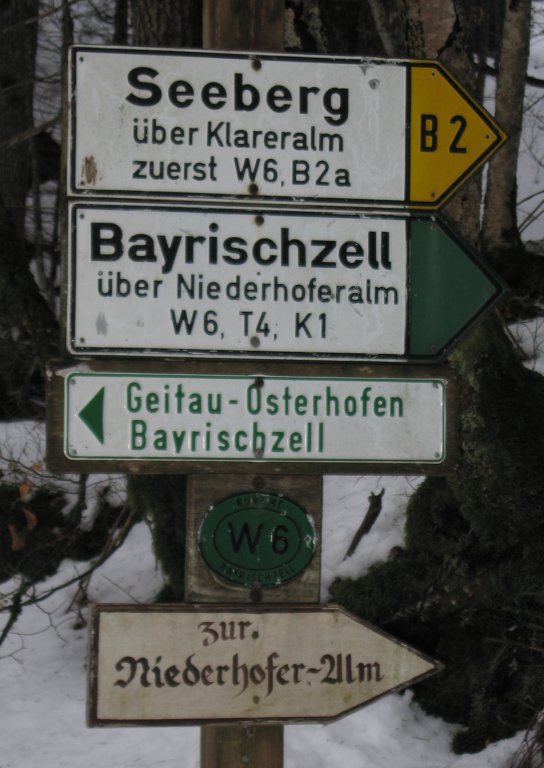 Seeberg
über Klareralm
zuerst W6, B2a
B2
Bayrischzell
über Niederhoferalm
W6, T4, K1
Geitau-Osterhofen
Bayrischzell
W6
BAYRISCHZELL
zur.
Niederhofer-Alm